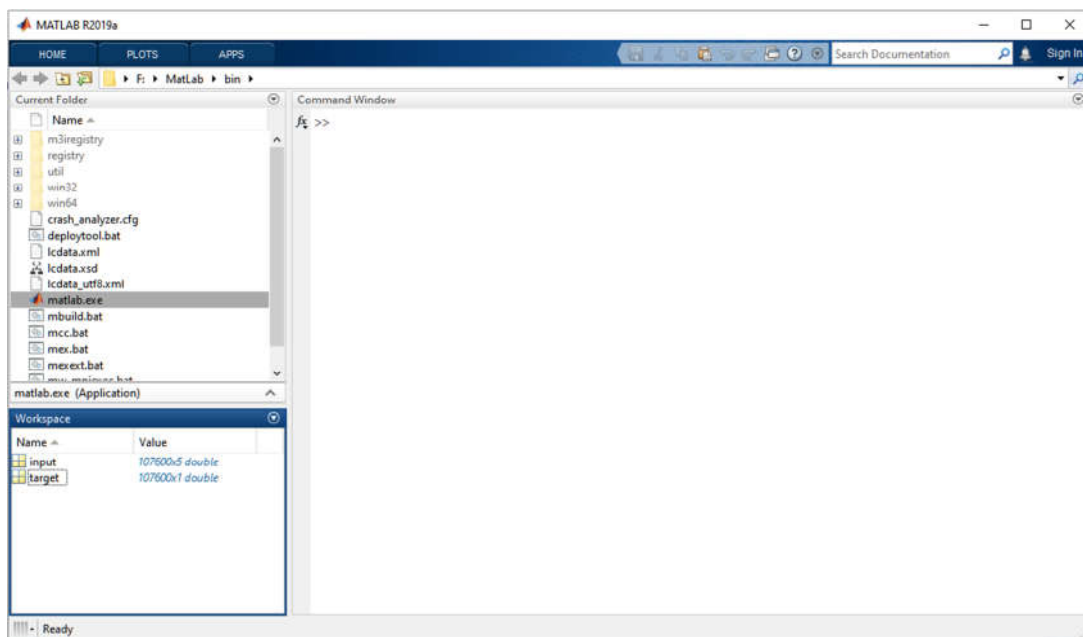 MATLAB R2019a
HOME PLOTS APPS Search Documentation Sign In
F: MatLab bin
Current Folder
Name
m3iregistry
registry
util
win32
win64
crash_analyzer.cfg
deploytool.bat
lcdata.xml
lcdata.xsd
lcdata_utf8.xml
matlab.exe
mbuild.bat
mcc.bat
mex.bat
mexext.bat
matlab.exe (Application)
Workspace
Name Value
input 107600x5 double
target 107600x1 double
Command Window
fx >>
Ready